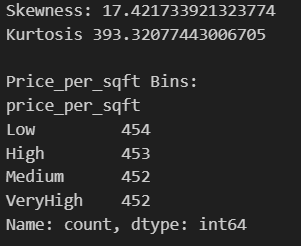 Skewness: 17.421733921323774
Kurtosis 393.32077443006705
Price_per_sqft Bins:
price_per_sqft
Low 454
High 453
Medium 452
VeryHigh 452
Name: count, dtype: int64